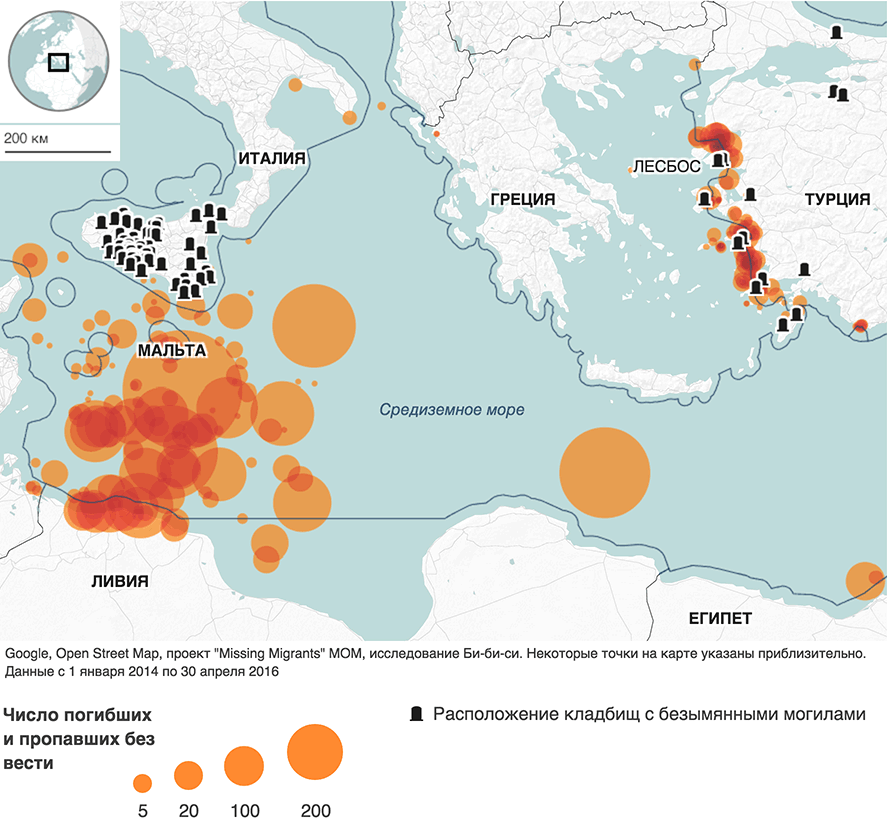 200 км
ИТАЛИЯ
ЛЕСБОС
ГРЕЦИЯ
ТУРЦИЯ
МАЛЬТА
Средиземное море
ЛИВИЯ
ЕГИПЕТ
Google, Open Street Map, проект "Missing Migrants" МОМ, исследование Би-би-си. Некоторые точки на карте указаны приблизительно.
Данные с 1 января 2014 по 30 апреля 2016
Число погибших
и пропавших без
вести
5 20 100 200
Расположение кладбищ с безымянными могилами